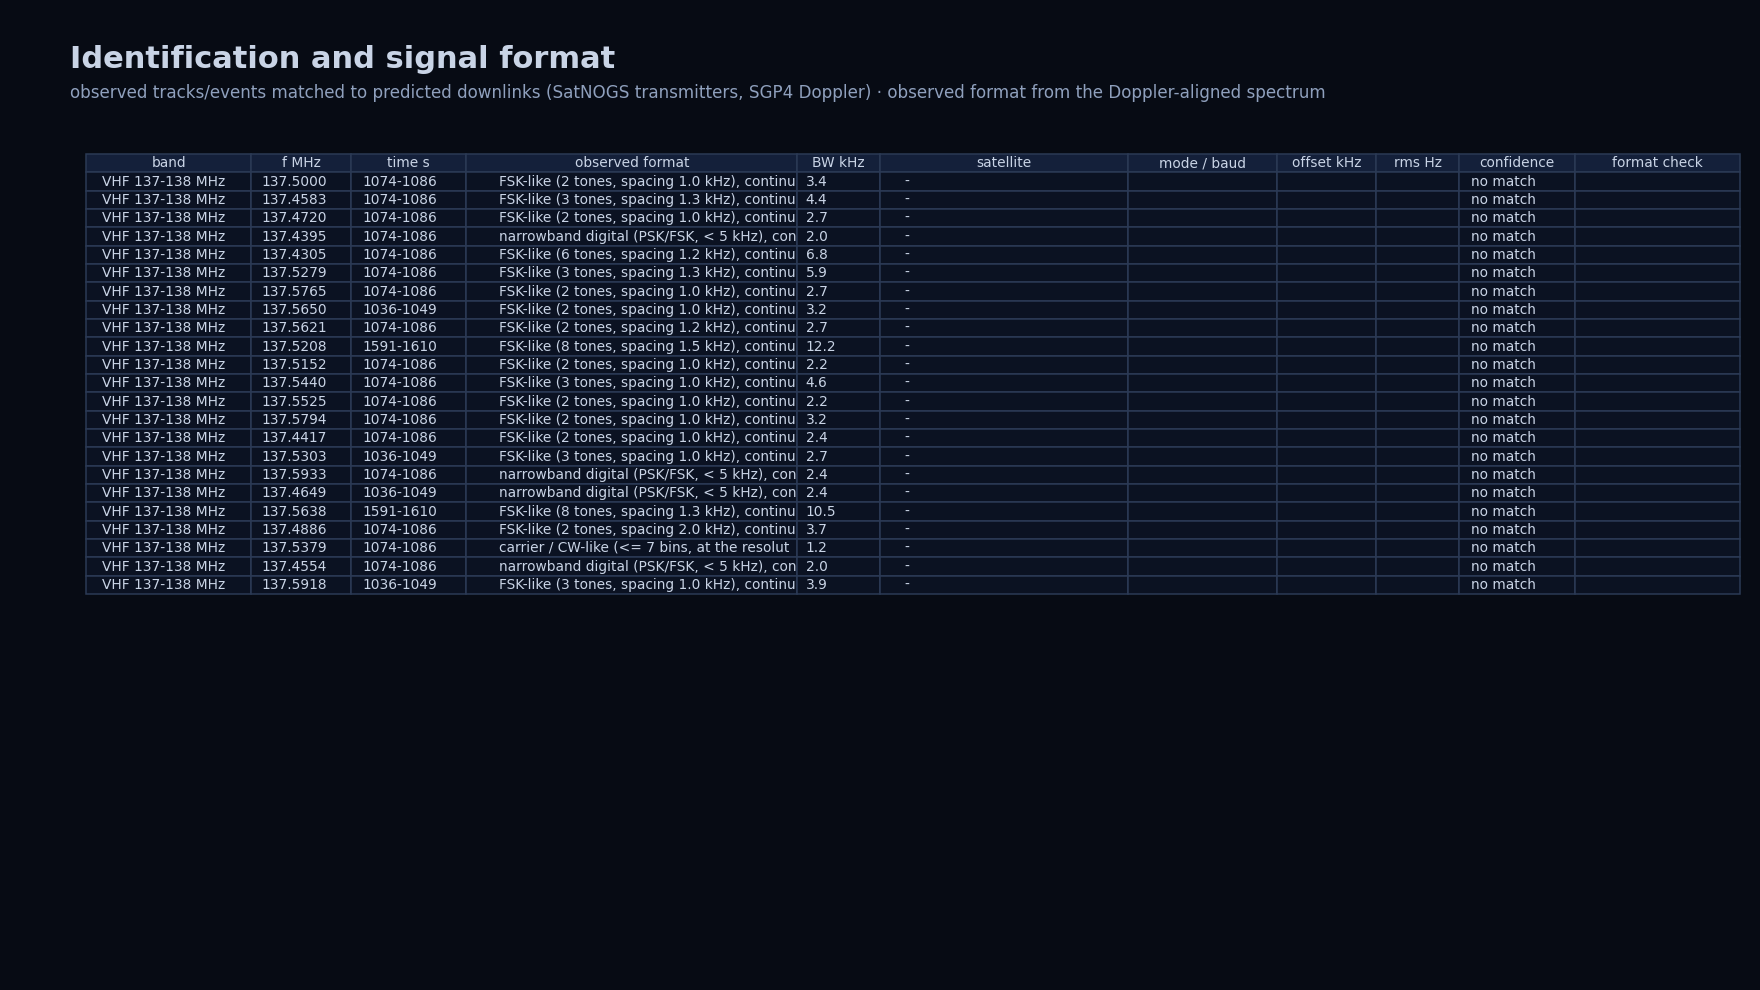 Identification and signal format
observed tracks/events matched to predicted downlinks (SatNOGS transmitters, SGP4 Doppler) · observed format from the Doppler-aligned spectrum
band f MHz time s observed format BW kHz satellite mode / baud offset kHz rms Hz confidence format check
VHF 137-138 MHz 137.5000 1074-1086 FSK-like (2 tones, spacing 1.0 kHz), continu 3.4 - no match
VHF 137-138 MHz 137.4583 1074-1086 FSK-like (3 tones, spacing 1.3 kHz), continu 4.4 - no match
VHF 137-138 MHz 137.4720 1074-1086 FSK-like (2 tones, spacing 1.0 kHz), continu 2.7 - no match
VHF 137-138 MHz 137.4395 1074-1086 narrowband digital (PSK/FSK, < 5 kHz), con 2.0 - no match
VHF 137-138 MHz 137.4305 1074-1086 FSK-like (6 tones, spacing 1.2 kHz), continu 6.8 - no match
VHF 137-138 MHz 137.5279 1074-1086 FSK-like (3 tones, spacing 1.3 kHz), continu 5.9 - no match
VHF 137-138 MHz 137.5765 1074-1086 FSK-like (2 tones, spacing 1.0 kHz), continu 2.7 - no match
VHF 137-138 MHz 137.5650 1036-1049 FSK-like (2 tones, spacing 1.0 kHz), continu 3.2 - no match
VHF 137-138 MHz 137.5621 1074-1086 FSK-like (2 tones, spacing 1.2 kHz), continu 2.7 - no match
VHF 137-138 MHz 137.5208 1591-1610 FSK-like (8 tones, spacing 1.5 kHz), continu 12.2 - no match
VHF 137-138 MHz 137.5152 1074-1086 FSK-like (2 tones, spacing 1.0 kHz), continu 2.2 - no match
VHF 137-138 MHz 137.5440 1074-1086 FSK-like (3 tones, spacing 1.0 kHz), continu 4.6 - no match
VHF 137-138 MHz 137.5525 1074-1086 FSK-like (2 tones, spacing 1.0 kHz), continu 2.2 - no match
VHF 137-138 MHz 137.5794 1074-1086 FSK-like (2 tones, spacing 1.0 kHz), continu 3.2 - no match
VHF 137-138 MHz 137.4417 1074-1086 FSK-like (2 tones, spacing 1.0 kHz), continu 2.4 - no match
VHF 137-138 MHz 137.5303 1036-1049 FSK-like (3 tones, spacing 1.0 kHz), continu 2.7 - no match
VHF 137-138 MHz 137.5933 1074-1086 narrowband digital (PSK/FSK, < 5 kHz), con 2.4 - no match
VHF 137-138 MHz 137.4649 1036-1049 narrowband digital (PSK/FSK, < 5 kHz), con 2.4 - no match
VHF 137-138 MHz 137.5638 1591-1610 FSK-like (8 tones, spacing 1.3 kHz), continu 10.5 - no match
VHF 137-138 MHz 137.4886 1074-1086 FSK-like (2 tones, spacing 2.0 kHz), continu 3.7 - no match
VHF 137-138 MHz 137.5379 1074-1086 carrier / CW-like (<= 7 bins, at the resolut 1.2 - no match
VHF 137-138 MHz 137.4554 1074-1086 narrowband digital (PSK/FSK, < 5 kHz), con 2.0 - no match
VHF 137-138 MHz 137.5918 1036-1049 FSK-like (3 tones, spacing 1.0 kHz), continu 3.9 - no match